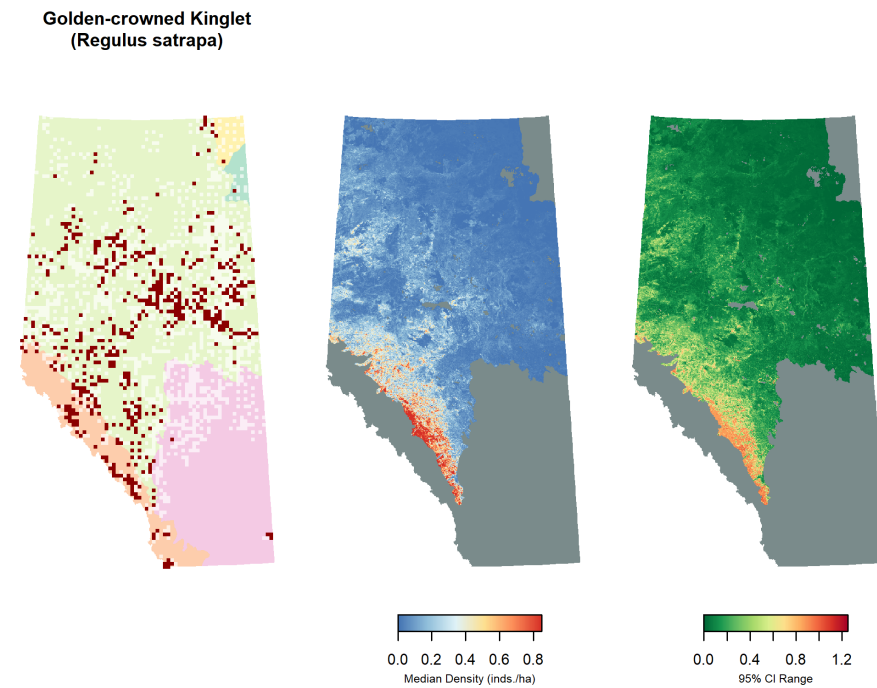 Golden-crowned Kinglet
(Regulus satrapa)
0.0 0.2 0.4 0.6 0.8
Median Density (inds./ha)
0.0 0.4 0.8 1.2
95% CI Range